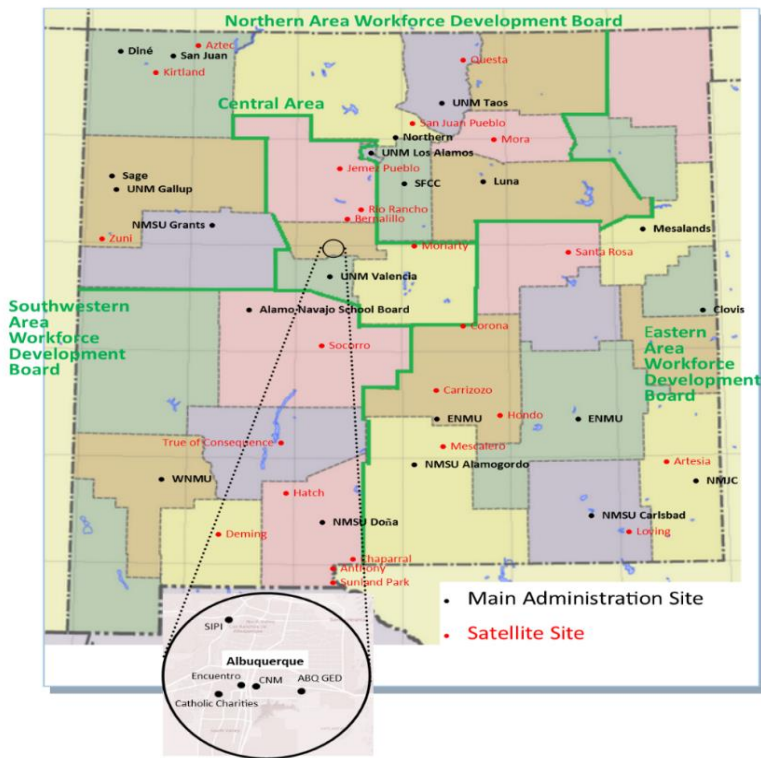 Northern Area Workforce Development Board
Aztec
Diné
San Juan
Kirtland
Questa
Central Area
UNM Taos
San Juan Pueblo
Northern
Mora
UNM Los Alamos
Jemez Pueblo
Sage
UNM Gallup
SFCC
Luna
Rio Rancho
Bernalillo
NMSU Grants
Mesalands
Zuni
Moriarty
Santa Rosa
UNM Valencia
Southwestern
Area
Workforce
Development
Board
Alamo Navajo School Board
Clovis
Corona
Socorro
Eastern
Area
Workforce
Development
Board
Carrizozo
ENMU
Hondo
ENMU
True of Consequence
Mescalero
NMSU Alamogordo
Artesia
WNMU
NMJC
Hatch
NMSU Doña
NMSU Carlsbad
Loving
Deming
Chaparral
Anthony
Sunland Park
Main Administration Site
Satellite Site
SIPI
Albuquerque
Encuentro
CNM
ABQ GED
Catholic Charities